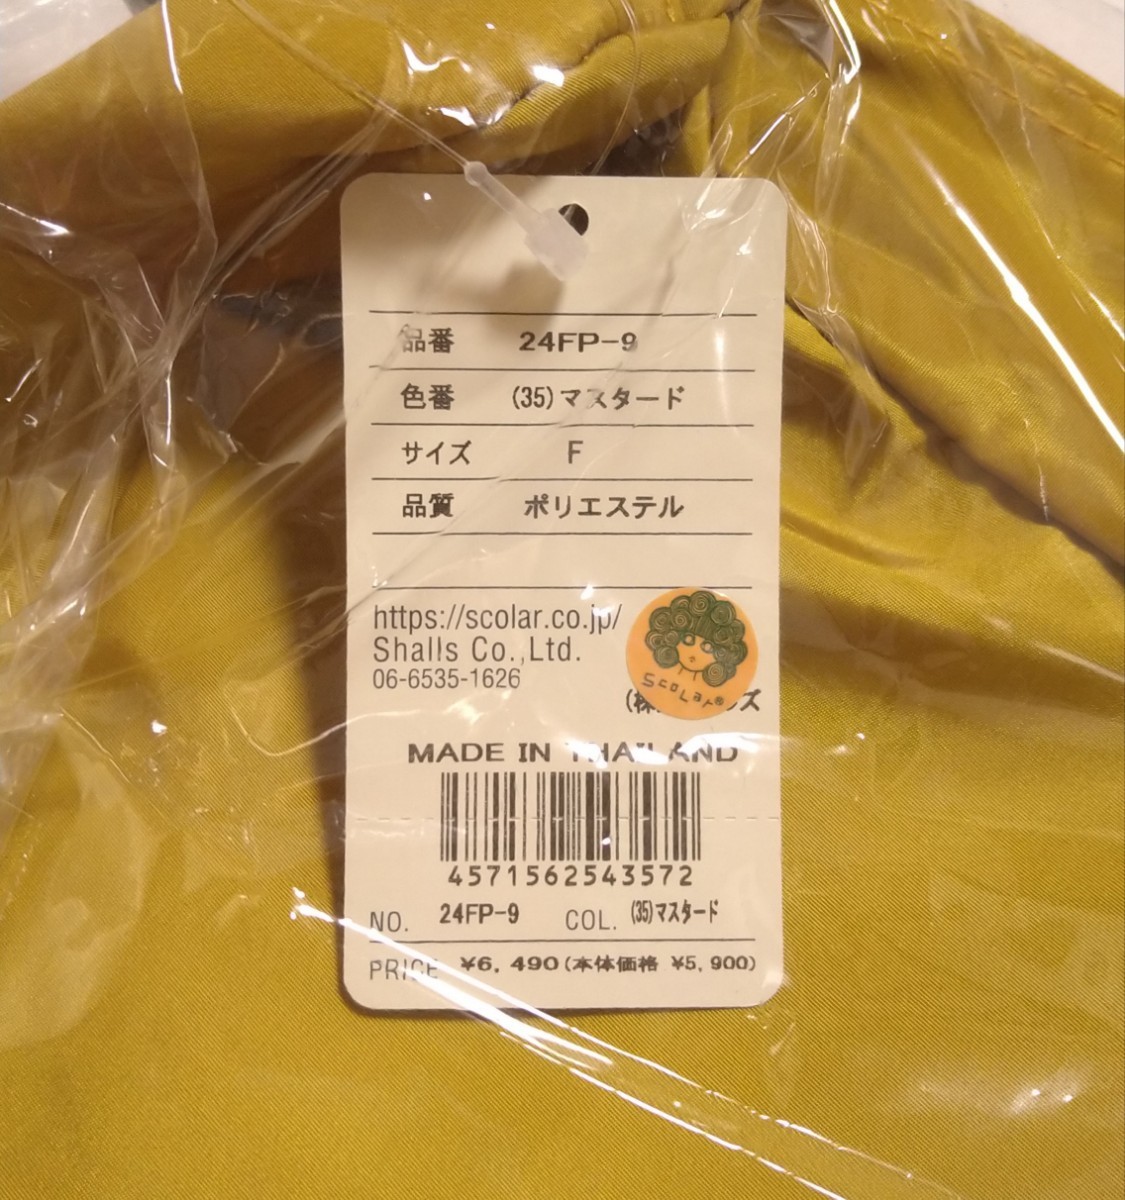 品番 24FP-9
色番 (35)マスタード
サイズ F
品質 ポリエステル
https://scolar.co.jp/
Shalls Co.,Ltd.
06-6535-1626
ScoLar®
MADE IN THAILAND
4571562543572
NO. 24FP-9 COL. (35)マスタード
PRICE ¥6,490(本体価格 ¥5,900)